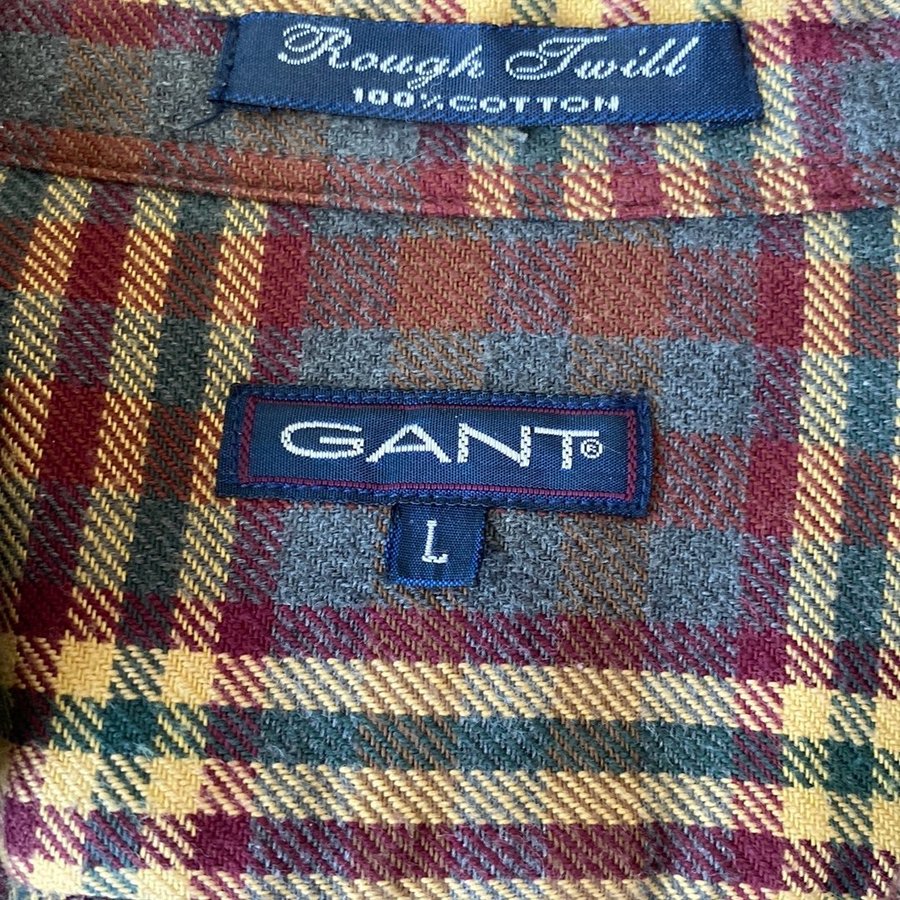 Rough Twill
100% COTTON
GANT®
L